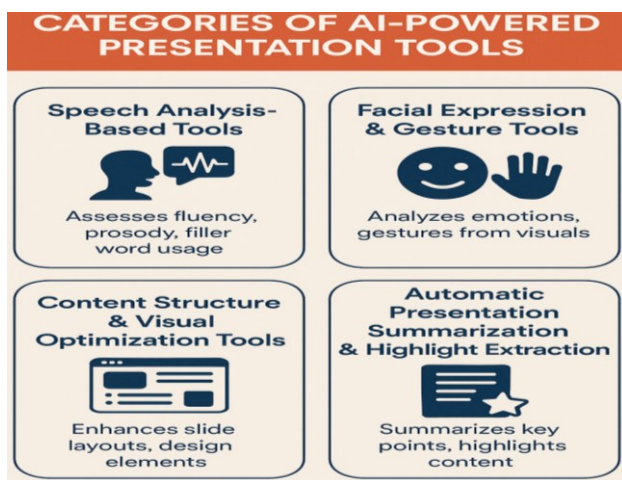 CATEGORIES OF AI-POWERED
PRESENTATION TOOLS
Speech Analysis-
Based Tools
Assesses fluency,
prosody, filler
word usage
Facial Expression
& Gesture Tools
Analyzes emotions,
gestures from visuals
Content Structure
& Visual
Optimization Tools
Enhances slide
layouts, design
elements
Automatic
Presentation
Summarization
& Highlight Extraction
Summarizes key
points, highlights
content